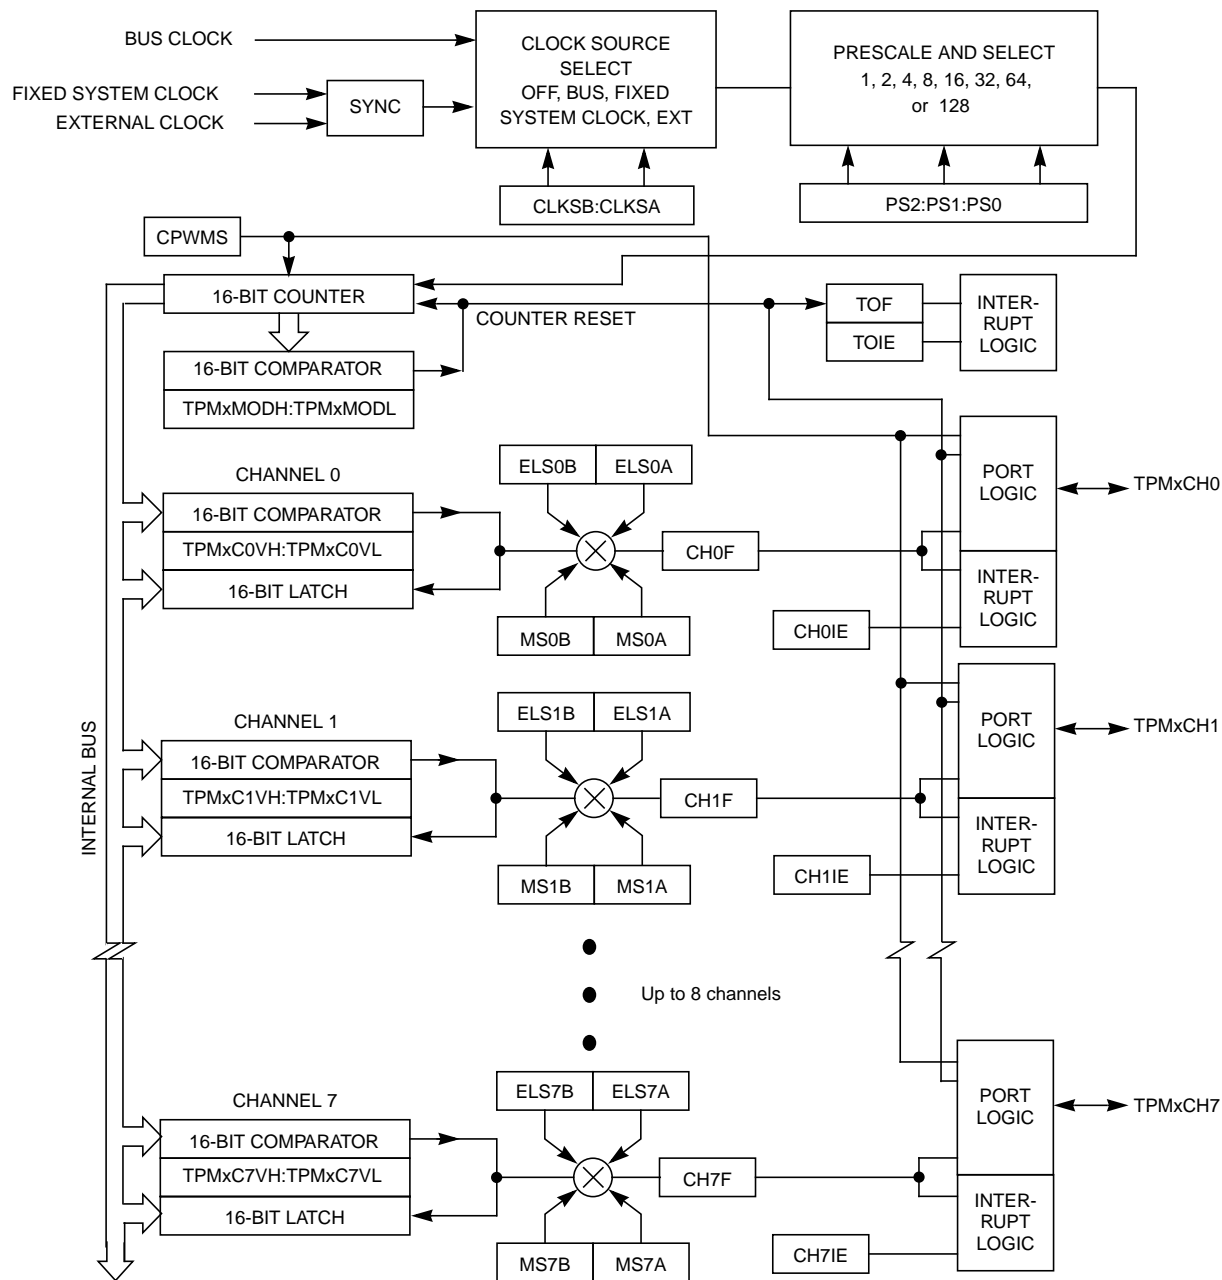 BUS CLOCK
FIXED SYSTEM CLOCK
EXTERNAL CLOCK
SYNC
CLOCK SOURCE
SELECT
OFF, BUS, FIXED
SYSTEM CLOCK, EXT
PRESCALE AND SELECT
1, 2, 4, 8, 16, 32, 64,
or 128
CLKSB:CLKSA
PS2:PS1:PS0
CPWMS
16-BIT COUNTER
COUNTER RESET
TOF
TOIE
INTER-
RUPT
LOGIC
16-BIT COMPARATOR
TPMxMODH:TPMxMODL
INTERNAL BUS
CHANNEL 0
16-BIT COMPARATOR
TPMxC0VH:TPMxC0VL
16-BIT LATCH
ELS0B
ELS0A
MS0B
MS0A
CH0F
CH0IE
PORT
LOGIC
INTER-
RUPT
LOGIC
TPMxCH0
CHANNEL 1
16-BIT COMPARATOR
TPMxC1VH:TPMxC1VL
16-BIT LATCH
ELS1B
ELS1A
MS1B
MS1A
CH1F
CH1IE
PORT
LOGIC
INTER-
RUPT
LOGIC
TPMxCH1
Up to 8 channels
CHANNEL 7
16-BIT COMPARATOR
TPMxC7VH:TPMxC7VL
16-BIT LATCH
ELS7B
ELS7A
MS7B
MS7A
CH7F
CH7IE
PORT
LOGIC
INTER-
RUPT
LOGIC
TPMxCH7